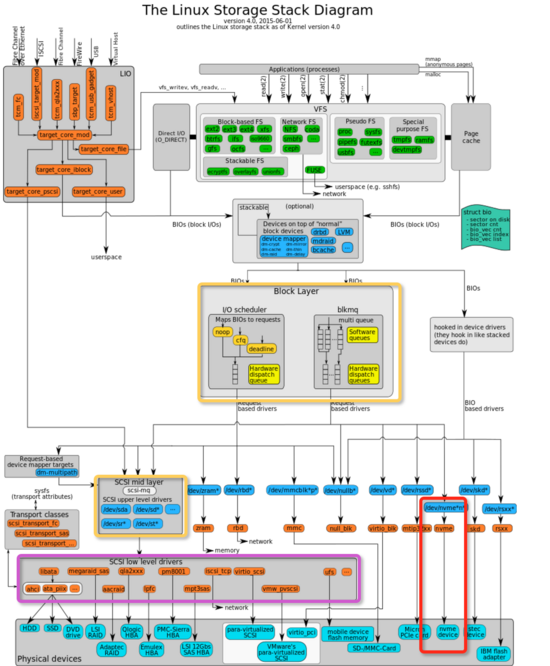 The Linux Storage Stack Diagram
version 4.0, 2015-06-01
outlines the Linux storage stack as of Kernel version 4.0
Fibre Channel
over Ethernet
ISCSI
Fibre Channel
FireWire
USB
Virtual Host
mmap
(anonymous pages)
malloc
Applications (processes)
LIO
vfs_writev, vfs_readv, ...
read(2)
write(2)
open(2)
stat(2)
chmod(2)
...
tcm_fc
iscsi_target_mod
tcm_qla2xxx
sbp_target
tcm_usb_gadget
tcm_vhost
target_core_mod
target_core_file
target_core_iblock
target_core_pscsi
target_core_user
Direct I/O
(O_DIRECT)
VFS
Block-based FS
ext2
ext3
ext4
xfs
btrfs
ifs
iso9660
gfs
ocfs
...
Network FS
NFS
coda
smbfs
...
ceph
Pseudo FS
proc
sysfs
pipefs
futexfs
usbfs
...
Special
purpose FS
tmpfs
ramfs
devtmpfs
Stackable FS
ecryptfs
overlayfs
unionfs
FUSE
Page
cache
userspace (e.g. sshfs)
network
stackable
(optional)
struct bio
- sector on disk
- sector cnt
- bio_vec cnt
- bio_vec index
- bio_vec list
BIOs (block I/Os)
BIOs (block I/Os)
Devices on top of "normal"
block devices
drbd
LVM
device mapper
mdraid
dm-crypt
dm-mirror
dm-cache
dm-thin
bcache
...
dm-raid
dm-delay
userspace
BIOs
BIOs
BIOs
Block Layer
I/O scheduler
Maps BIOs to requests
noop
cfq
deadline
...
Hardware
dispatch
queue
blkmq
multi queue
Software
queues
Hardware
dispatch
queues
hooked in device drivers
(they hook in like stacked
devices do)
Request
based drivers
Request
based drivers
BIO
based drivers
Request-based
device mapper targets
dm-multipath
SCSI mid layer
scsi-mq
SCSI upper level drivers
/dev/sda
/dev/sd*
...
/dev/sr*
/dev/st*
sysfs
(transport attributes)
Transport classes
scsi_transport_fc
scsi_transport_sas
scsi_transport_...
/dev/zram*
/dev/rbd*
/dev/mmcblk*p*
/dev/nullb*
/dev/vd*
/dev/rssd*
/dev/skd*
/dev/nvme*n*
/dev/rsxx*
zram
rbd
mmc
null_blk
virtio_blk
mtip32xx
nvme
skd
rsxx
memory
network
SCSI low level drivers
libata
megaraid_sas
qla2xxx
pm8001
iscsi_tcp
virtio_scsi
ufs
...
ahci
ata_piix
...
aacraid
lpfc
mpt3sas
vmw_pvscsi
network
HDD
SSD
DVD
drive
LSI
RAID
Qlogic
HBA
PMC-Sierra
HBA
para-virtualized
SCSI
virtio_pci
mobile device
flash memory
Micron
PCIe card
nvme
device
stec
device
Adaptec
RAID
Emulex
HBA
LSI 12Gbs
SAS HBA
VMware's
para-virtualized
SCSI
SD-/MMC-Card
IBM flash
adapter
Physical devices